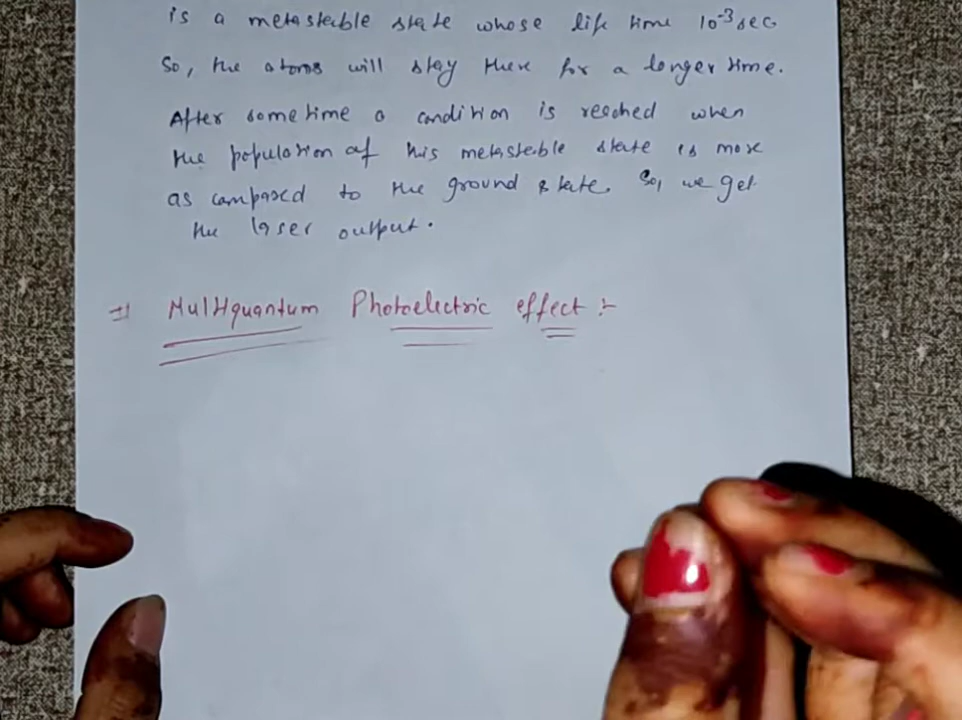 is a metastable state whose life time 10⁻³ sec
So, the atoms will stay there for a longer time.
After sometime a condition is reached when
the population of this metastable state is more
as compared to the ground state. So, we get
the laser output.
⇒ Multiquantum Photoelectric effect :-